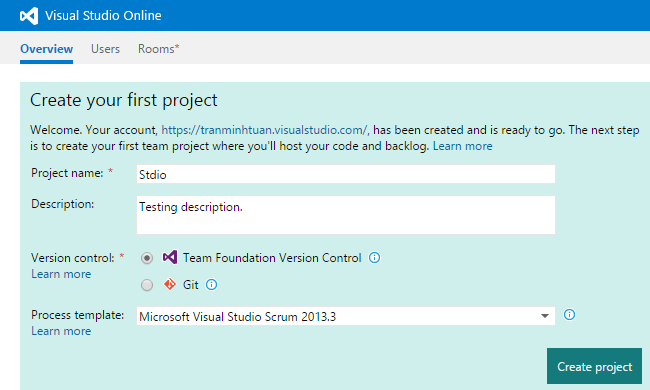 Visual Studio Online
Overview Users Rooms*
Create your first project
Welcome. Your account, https://tranminhtuan.visualstudio.com/, has been created and is ready to go. The next step
is to create your first team project where you'll host your code and backlog. Learn more
Project name: * Stdio
Description: Testing description.
Version control: * Team Foundation Version Control
Learn more
Git
Process template: Microsoft Visual Studio Scrum 2013.3
Learn more
Create project